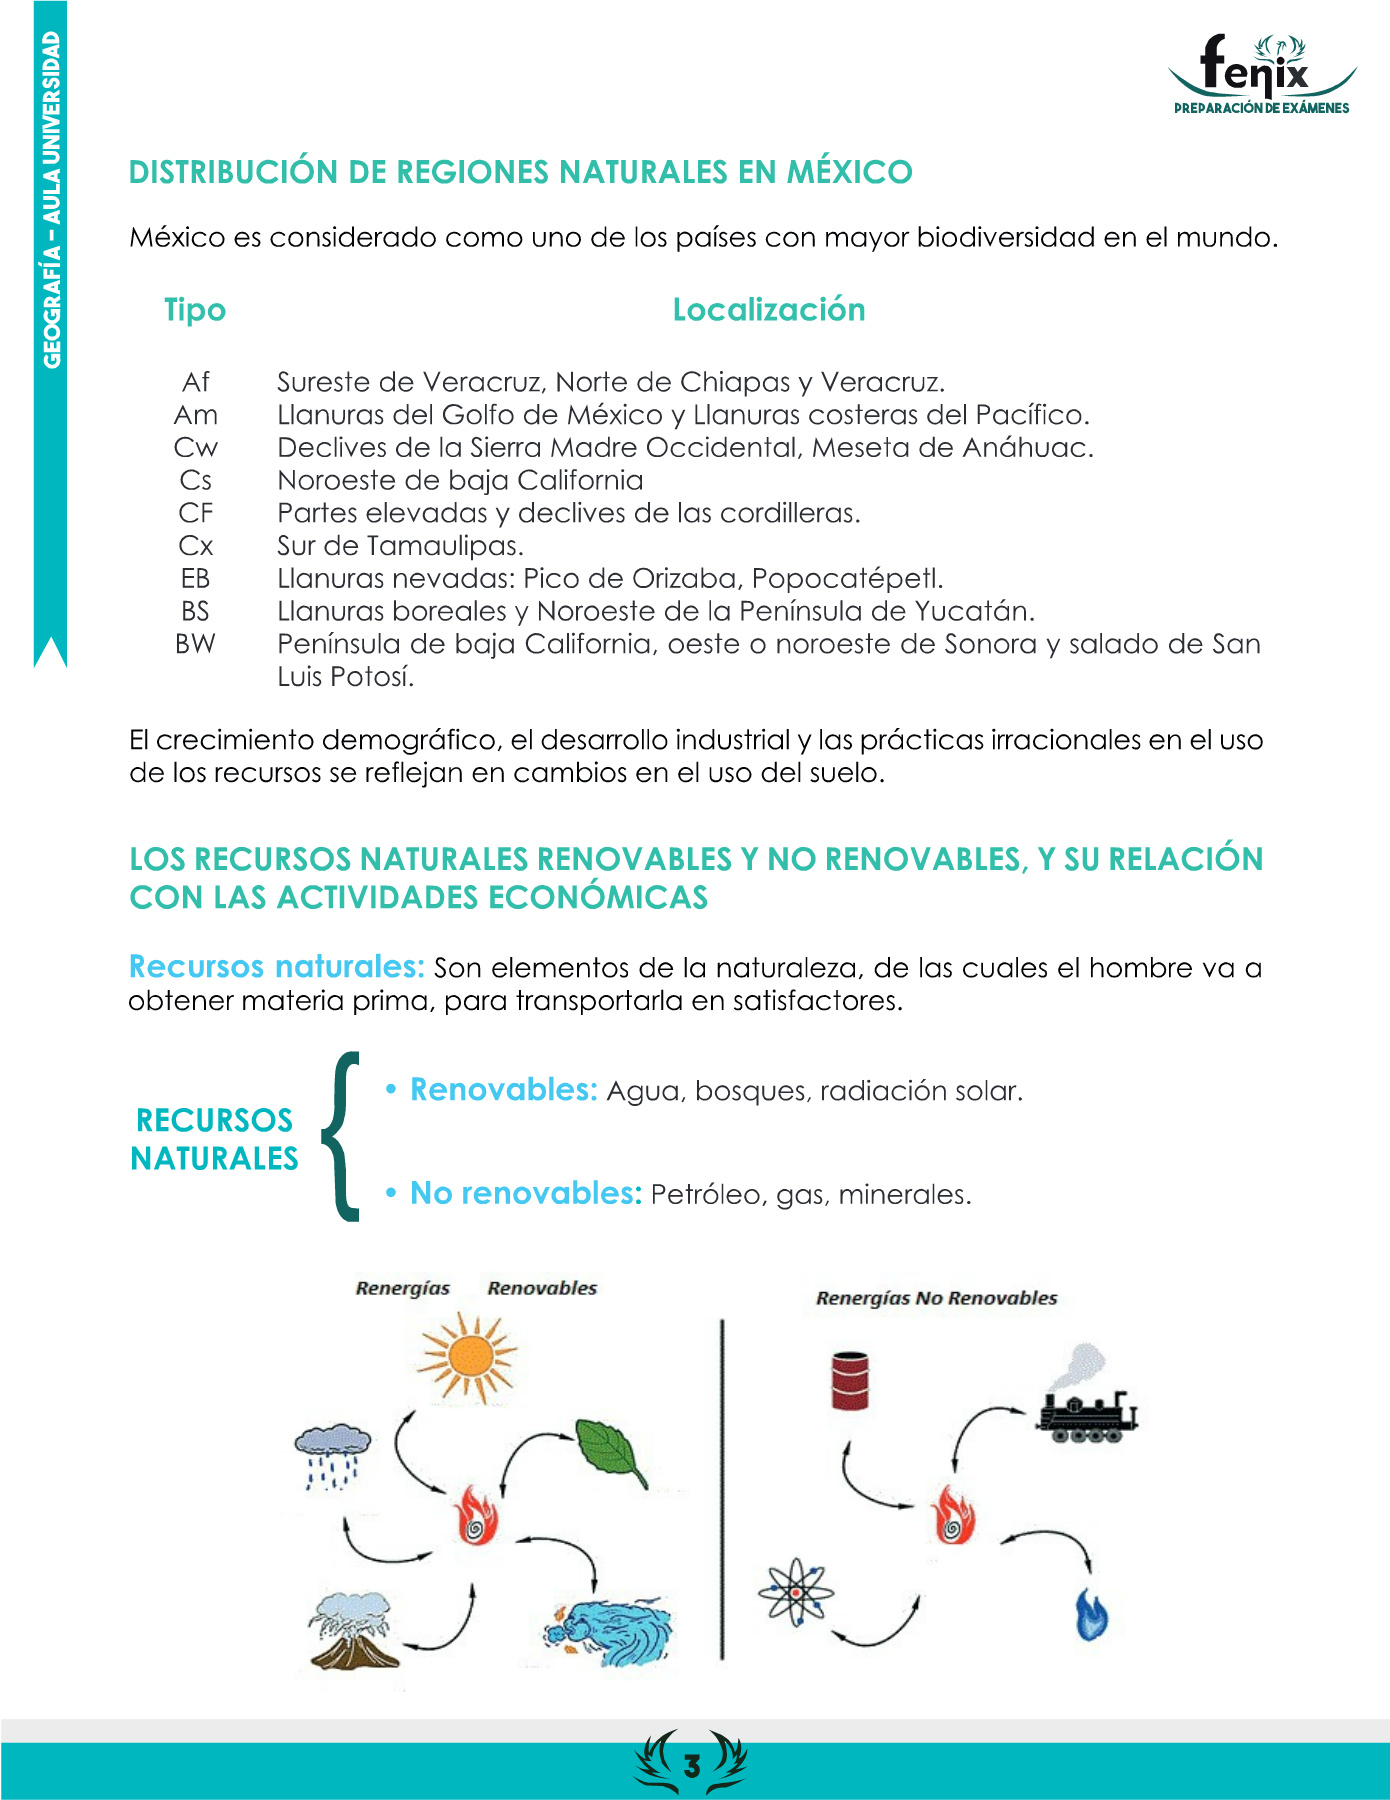 GEOGRAFÍA – AULA UNIVERSIDAD
fenix
PREPARACIÓN DE EXÁMENES
DISTRIBUCIÓN DE REGIONES NATURALES EN MÉXICO
México es considerado como uno de los países con mayor biodiversidad en el mundo.
Tipo Localización
Af Sureste de Veracruz, Norte de Chiapas y Veracruz.
Am Llanuras del Golfo de México y Llanuras costeras del Pacífico.
Cw Declives de la Sierra Madre Occidental, Meseta de Anáhuac.
Cs Noroeste de baja California
CF Partes elevadas y declives de las cordilleras.
Cx Sur de Tamaulipas.
EB Llanuras nevadas: Pico de Orizaba, Popocatépetl.
BS Llanuras boreales y Noroeste de la Península de Yucatán.
BW Península de baja California, oeste o noroeste de Sonora y salado de San
Luis Potosí.
El crecimiento demográfico, el desarrollo industrial y las prácticas irracionales en el uso
de los recursos se reflejan en cambios en el uso del suelo.
LOS RECURSOS NATURALES RENOVABLES Y NO RENOVABLES, Y SU RELACIÓN
CON LAS ACTIVIDADES ECONÓMICAS
Recursos naturales: Son elementos de la naturaleza, de las cuales el hombre va a
obtener materia prima, para transportarla en satisfactores.
RECURSOS
NATURALES
• Renovables: Agua, bosques, radiación solar.
• No renovables: Petróleo, gas, minerales.
Renergías Renovables
Renergías No Renovables
3